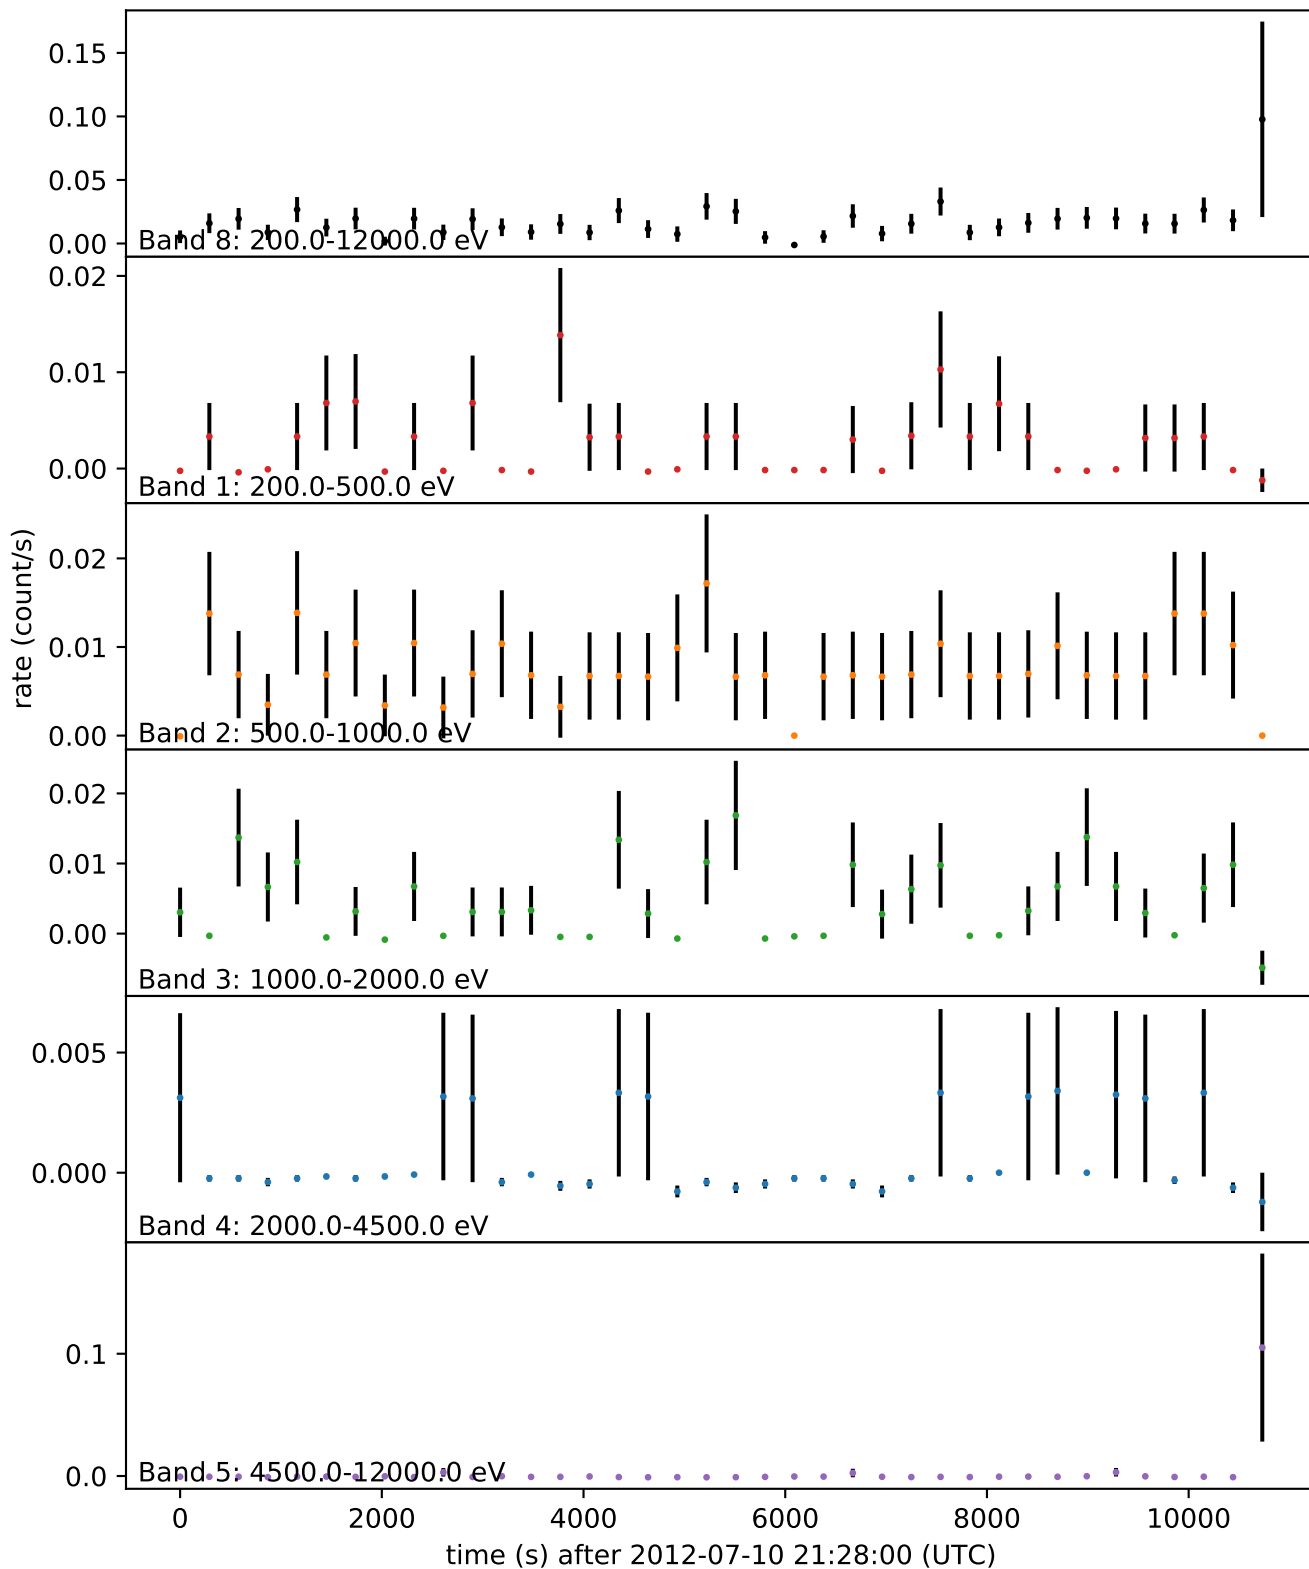 0.15
0.10
0.05
0.00
Band 8: 200.0-12000.0 eV
0.02
0.01
0.00
Band 1: 200.0-500.0 eV
rate (count/s)
0.02
0.01
0.00
Band 2: 500.0-1000.0 eV
0.02
0.01
0.00
Band 3: 1000.0-2000.0 eV
0.005
0.000
Band 4: 2000.0-4500.0 eV
0.1
0.0
Band 5: 4500.0-12000.0 eV
0 2000 4000 6000 8000 10000
time (s) after 2012-07-10 21:28:00 (UTC)